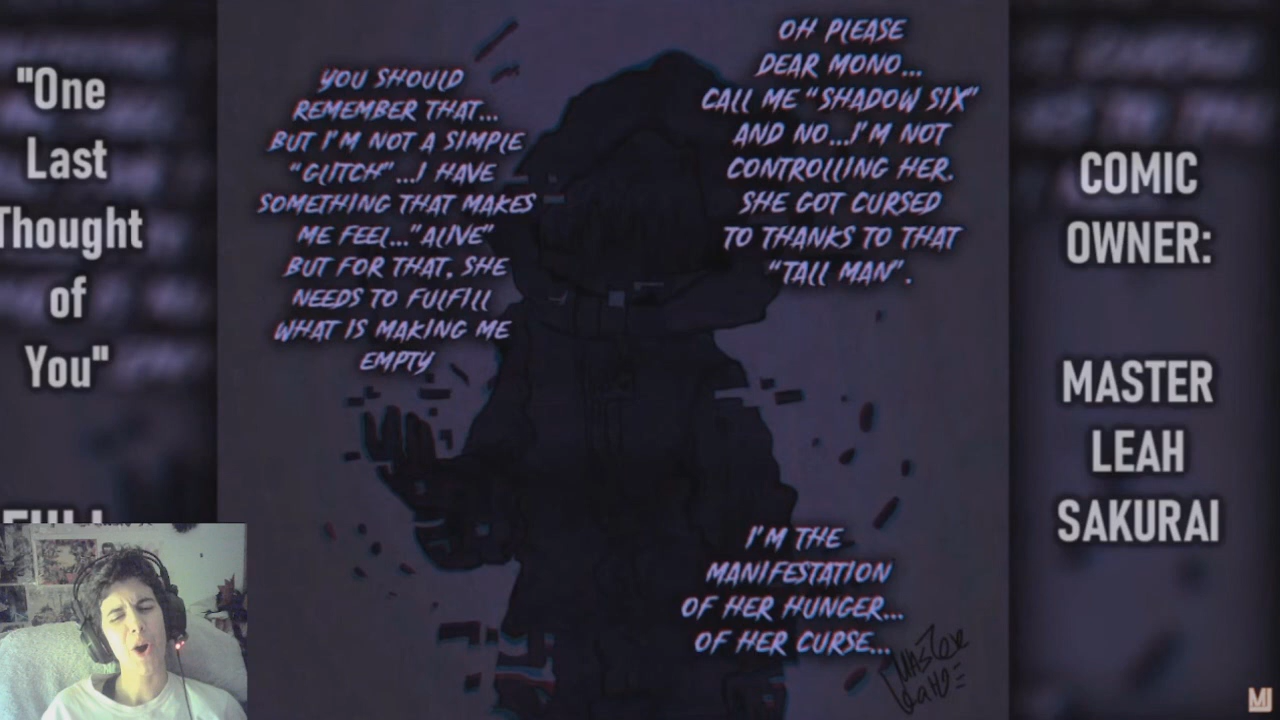 "One
Last
Thought
of
You"
FULL
YOU SHOULD
REMEMBER THAT...
BUT I'M NOT A SIMPLE
"GLITCH"...I HAVE
SOMETHING THAT MAKES
ME FEEL..."ALIVE"
BUT FOR THAT, SHE
NEEDS TO FULFILL
WHAT IS MAKING ME
EMPTY
OH PLEASE
DEAR MONO...
CALL ME "SHADOW SIX"
AND NO...I'M NOT
CONTROLLING HER.
SHE GOT CURSED
TO THANKS TO THAT
"TALL MAN".
I'M THE
MANIFESTATION
OF HER HUNGER...
OF HER CURSE...
COMIC
OWNER:
MASTER
LEAH
SAKURAI
MJ